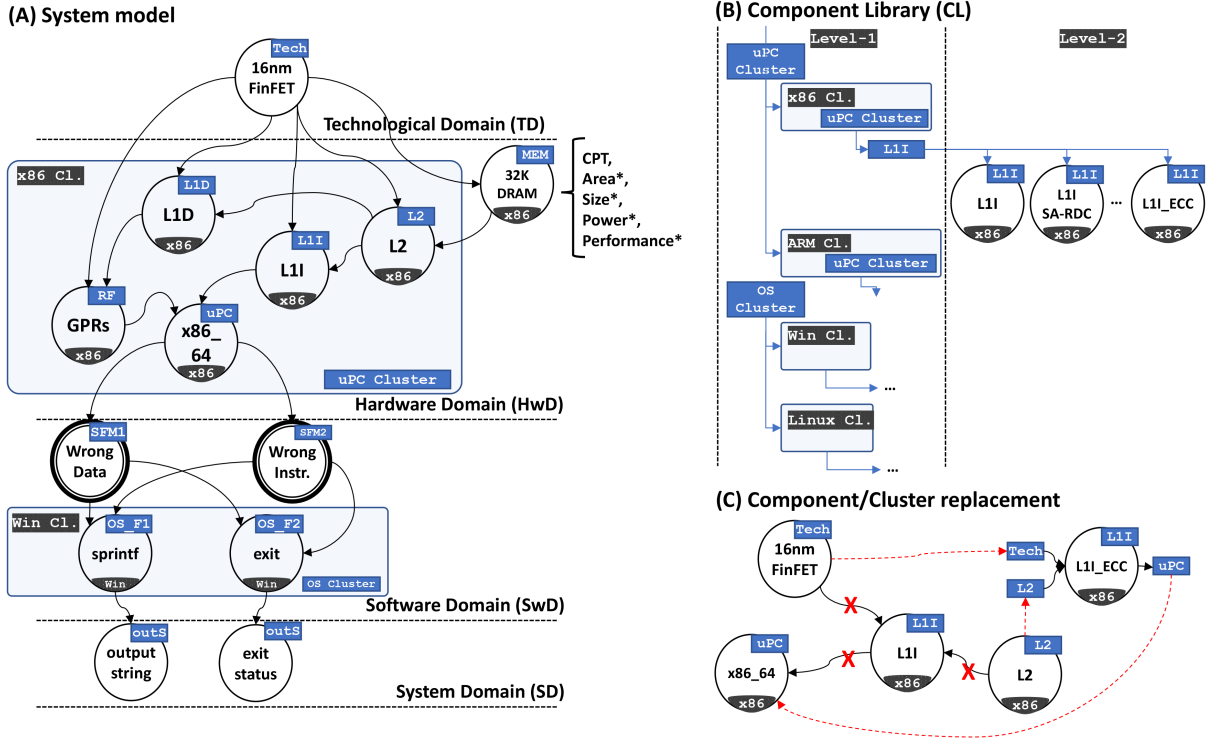 (A) System model
Tech
16nm
FinFET
Technological Domain (TD)
x86 Cl.
L1D
L1D
x86
MEM
32K
DRAM
x86
CPT,
Area*,
Size*,
Power*,
Performance*
L2
L2
x86
L1I
L1I
x86
RF
GPRs
x86
uPC
x86_
64
x86
uPC Cluster
Hardware Domain (HwD)
SFM1
Wrong
Data
SFM2
Wrong
Instr.
Win Cl.
OS_F1
sprintf
Win
OS_F2
exit
Win
OS Cluster
Software Domain (SwD)
outS
output
string
outS
exit
status
System Domain (SD)
(B) Component Library (CL)
Level-1
Level-2
uPC
Cluster
x86 Cl.
uPC Cluster
L1I
L1I
L1I
x86
L1I
L1I
SA-RDC
x86
...
L1I
L1I_ECC
x86
ARM Cl.
uPC Cluster
OS
Cluster
Win Cl.
...
Linux Cl.
...
(C) Component/Cluster replacement
Tech
16nm
FinFET
Tech
L2
L1I
L1I_ECC
x86
uPC
X
L1I
L1I
x86
uPC
x86_64
x86
X
X
L2
L2
x86